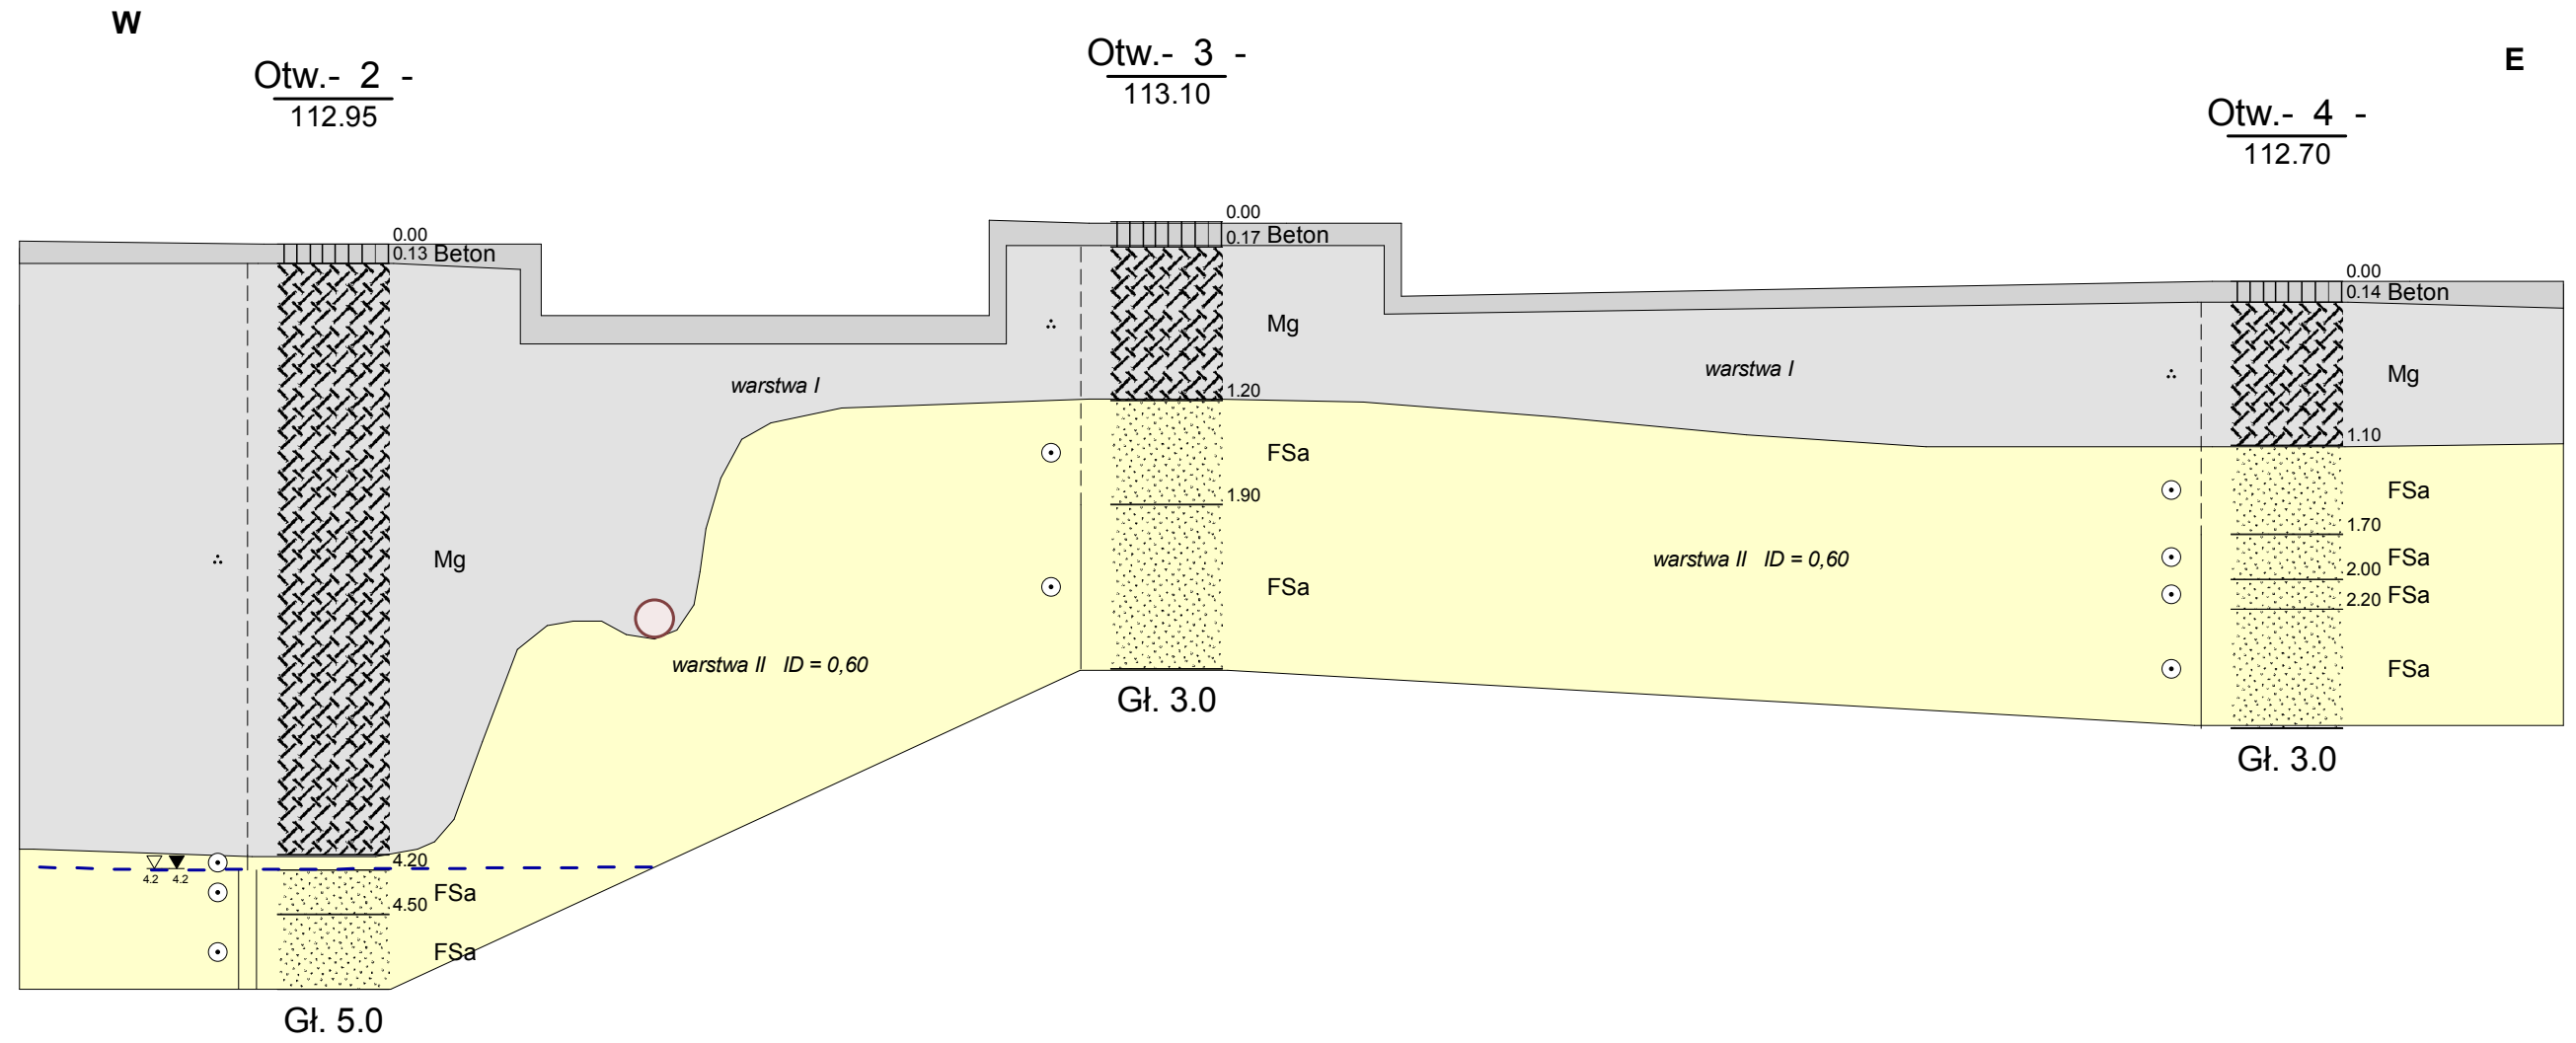 W
E
Otw.- 2 -
112.95
Otw.- 3 -
113.10
Otw.- 4 -
112.70
0.00
0.13 Beton
Mg
4.20
4.2 4.2
FSa
4.50
FSa
Gł. 5.0
warstwa I
warstwa II ID = 0,60
0.00
0.17 Beton
Mg
1.20
FSa
1.90
FSa
Gł. 3.0
warstwa I
warstwa II ID = 0,60
0.00
0.14 Beton
Mg
1.10
FSa
1.70
FSa
2.00
FSa
2.20
FSa
Gł. 3.0